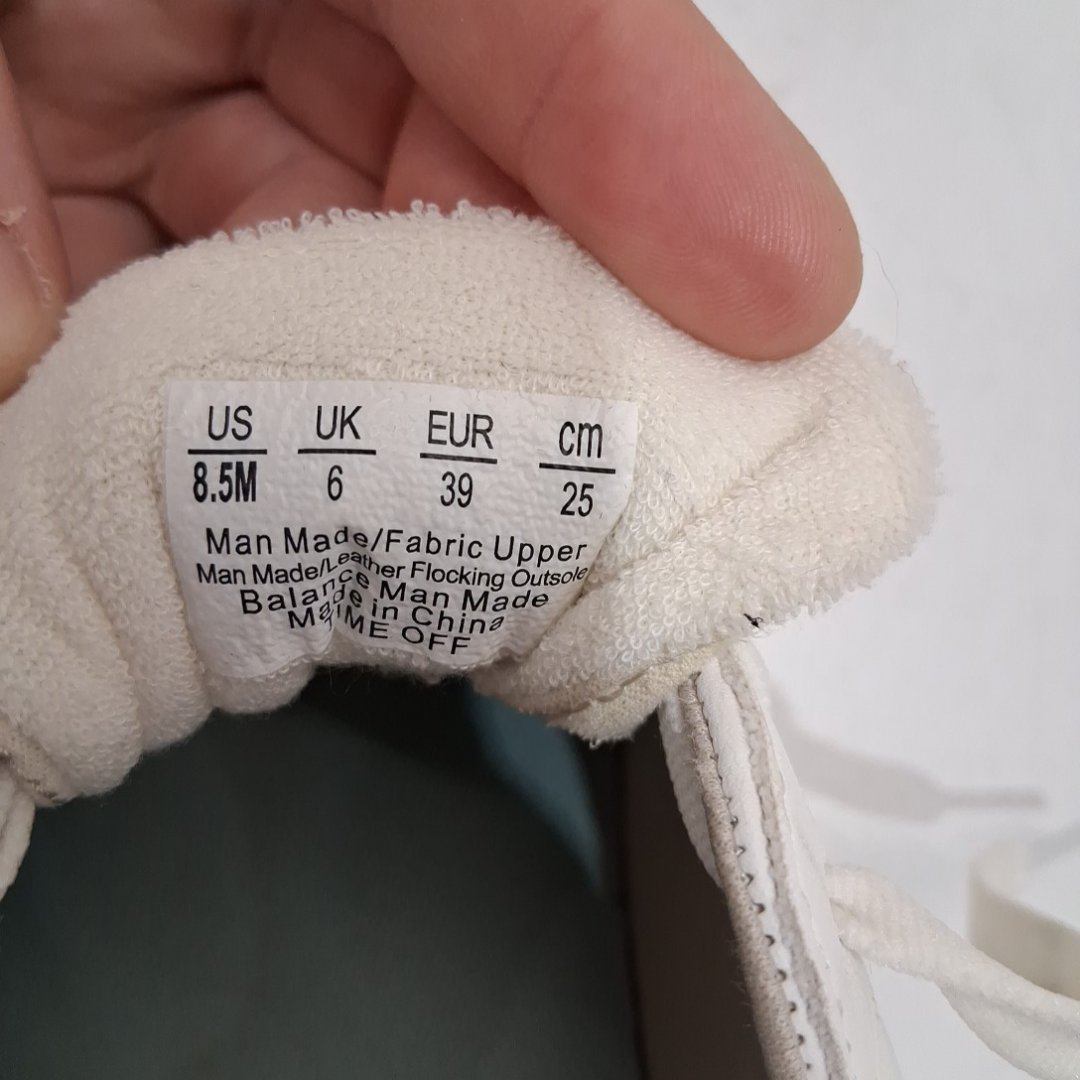 US UK EUR cm
8.5M 6 39 25
Man Made/Fabric Upper
Man Made/Leather Flocking Outsole
Balance Man Made
Made in China
TIME OFF